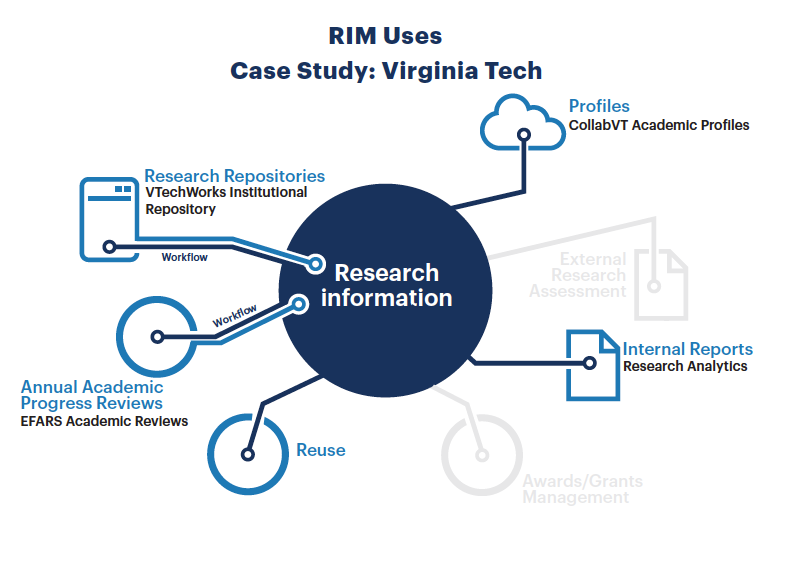 RIM Uses
Case Study: Virginia Tech
Profiles
CollabVT Academic Profiles
Research Repositories
VTechWorks Institutional
Repository
Workflow
External
Research
Assessment
Research
information
Workflow
Internal Reports
Research Analytics
Annual Academic
Progress Reviews
EFARS Academic Reviews
Reuse
Awards/Grants
Management